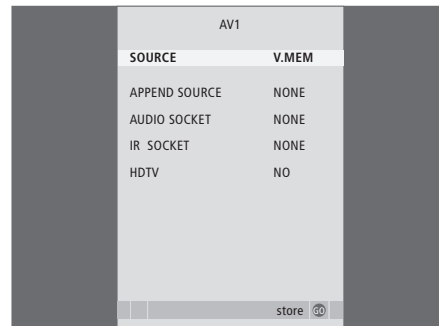 AV1
SOURCE V.MEM
APPEND SOURCE NONE
AUDIO SOCKET NONE
IR SOCKET NONE
HDTV NO
store GO